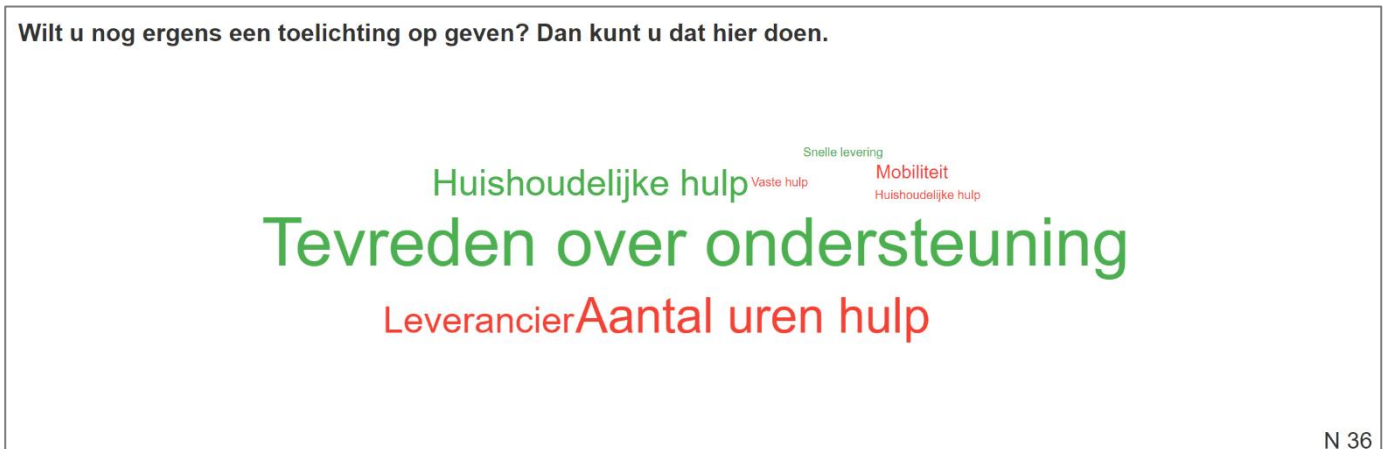 Wilt u nog ergens een toelichting op geven? Dan kunt u dat hier doen.
Snelle levering
Huishoudelijke hulp Vaste hulp Mobiliteit
Huishoudelijke hulp
Tevreden over ondersteuning
Leverancier Aantal uren hulp
N 36